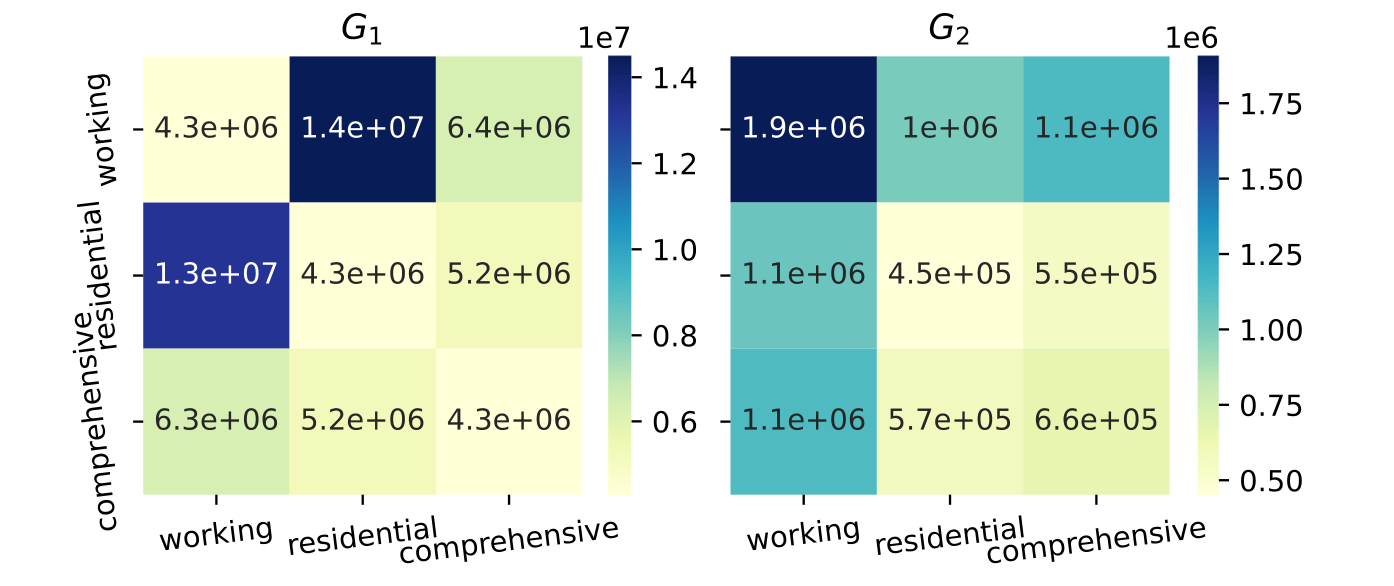 G1
1e7
working
4.3e+06 1.4e+07 6.4e+06
residential
1.3e+07 4.3e+06 5.2e+06
comprehensive
6.3e+06 5.2e+06 4.3e+06
working residential comprehensive
1.4
1.2
1.0
0.8
0.6
G2
1e6
1.9e+06 1e+06 1.1e+06
1.1e+06 4.5e+05 5.5e+05
1.1e+06 5.7e+05 6.6e+05
working residential comprehensive
1.75
1.50
1.25
1.00
0.75
0.50